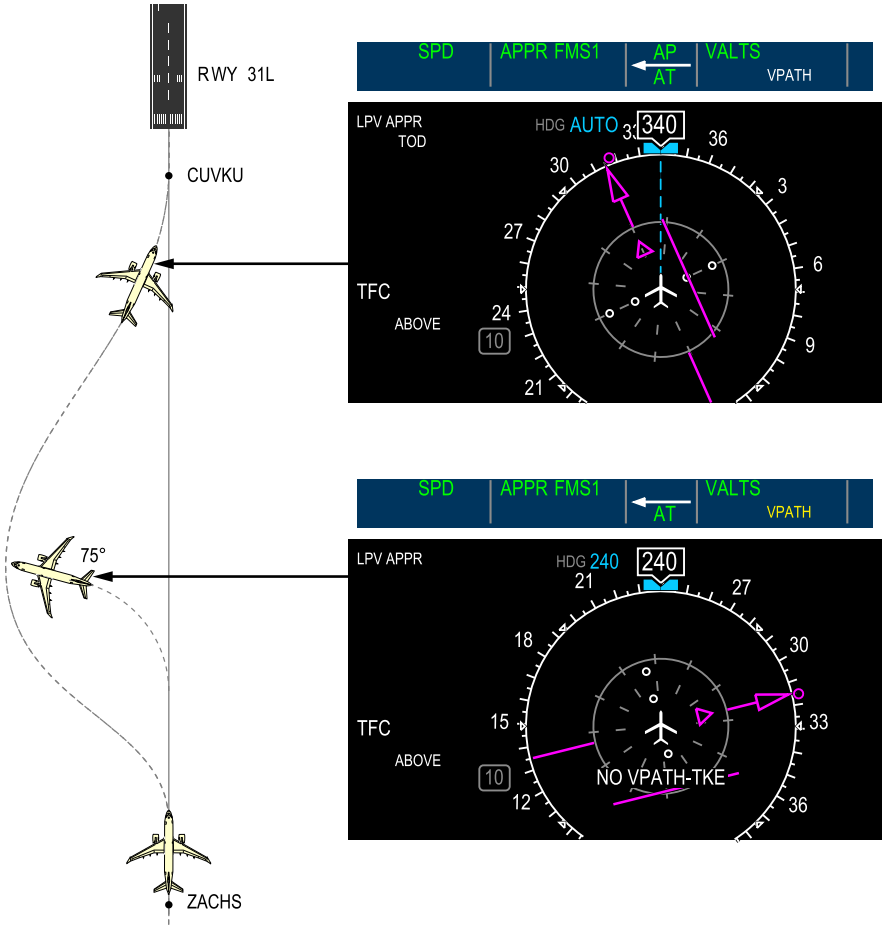 RWY 31L
CUVKU
75°
ZACHS
SPD APPR FMS1 AP VALTS
AT VPATH
LPV APPR HDG AUTO 33 340
TOD
36
30
3
27
6
TFC
24
ABOVE
10
9
21
SPD APPR FMS1 VALTS
AT VPATH
LPV APPR HDG 240 240
21 27
18 30
TFC 15 33
ABOVE
10 NO VPATH-TKE
12 36